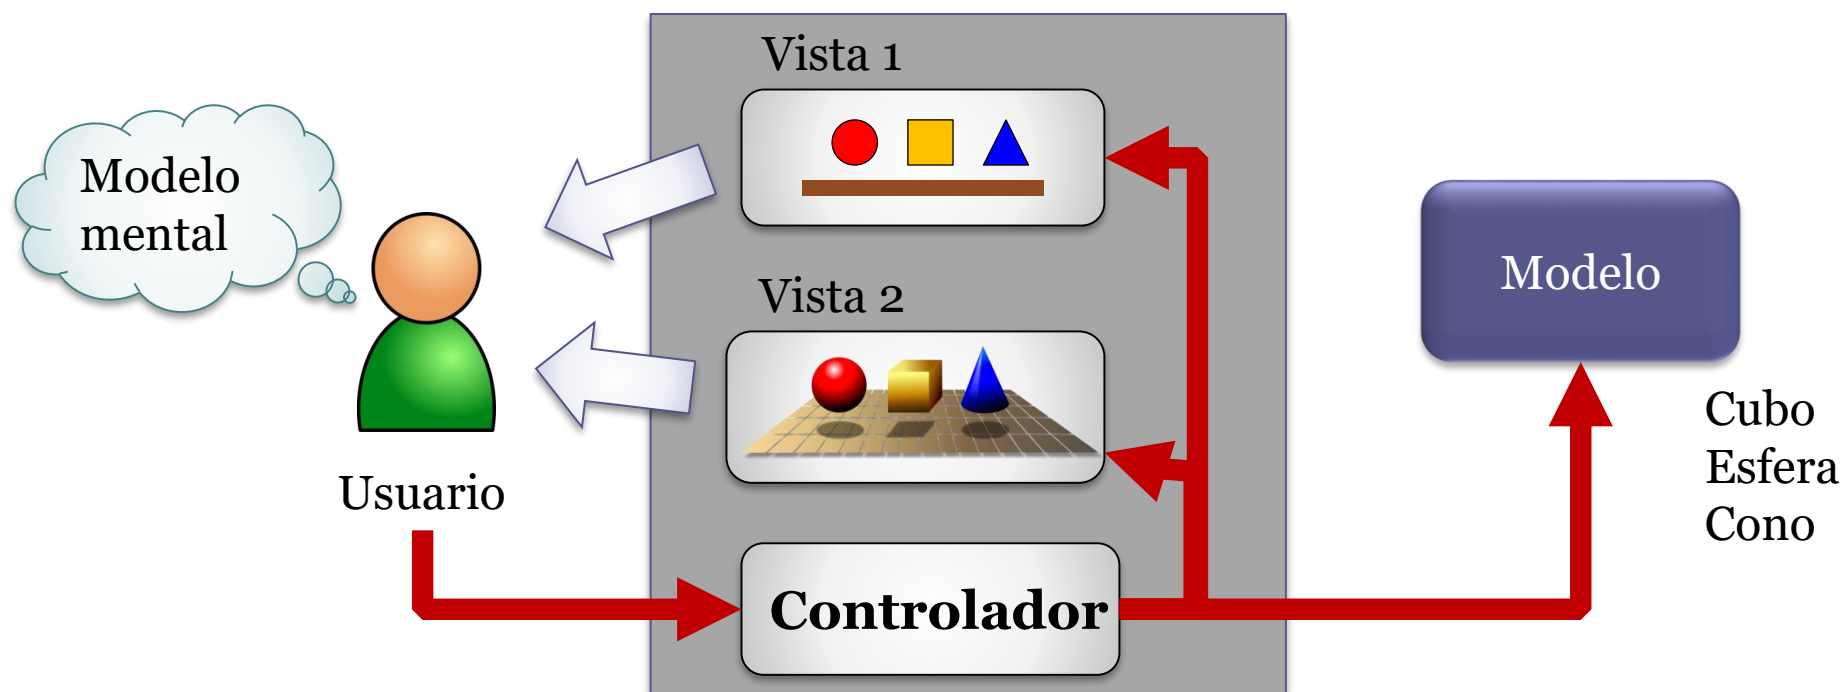 Modelo
mental
Usuario
Vista 1
Vista 2
Controlador
Modelo
Cubo
Esfera
Cono